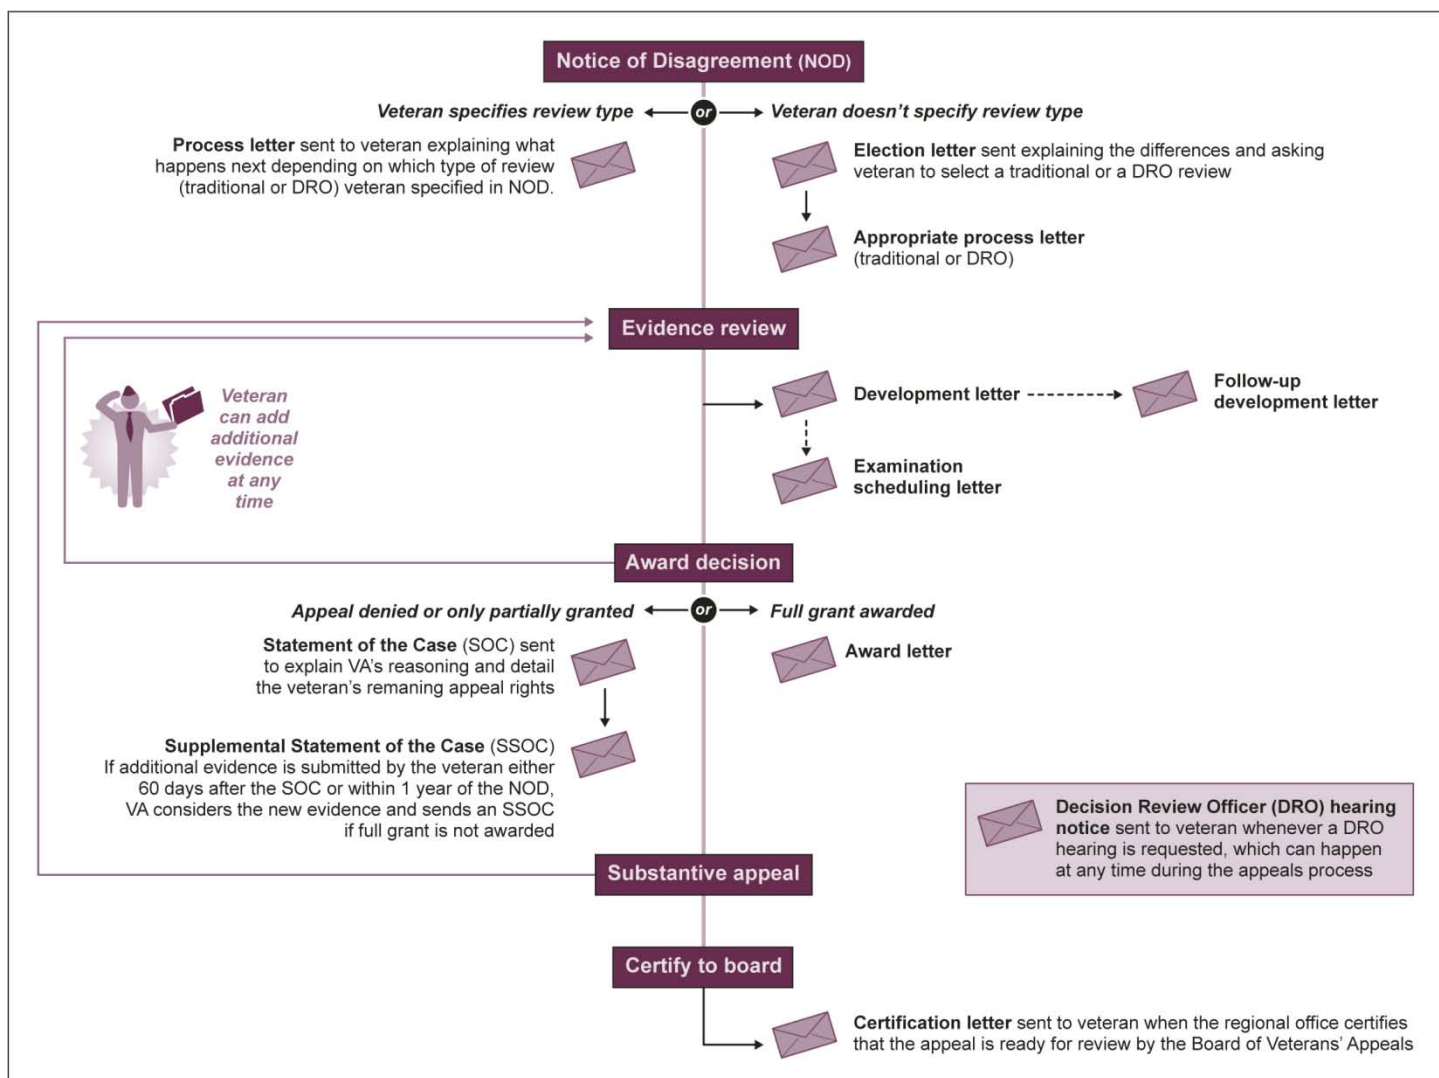 Notice of Disagreement (NOD)
Veteran specifies review type
or
Veteran doesn't specify review type
Process letter sent to veteran explaining what
happens next depending on which type of review
(traditional or DRO) veteran specified in NOD.
Election letter sent explaining the differences and asking
veteran to select a traditional or a DRO review
Appropriate process letter
(traditional or DRO)
Evidence review
Veteran
can add
additional
evidence
at any
time
Development letter
Follow-up
development letter
Examination
scheduling letter
Award decision
Appeal denied or only partially granted
or
Full grant awarded
Statement of the Case (SOC) sent
to explain VA's reasoning and detail
the veteran's remaning appeal rights
Award letter
Supplemental Statement of the Case (SSOC)
If additional evidence is submitted by the veteran either
60 days after the SOC or within 1 year of the NOD,
VA considers the new evidence and sends an SSOC
if full grant is not awarded
Decision Review Officer (DRO) hearing
notice sent to veteran whenever a DRO
hearing is requested, which can happen
at any time during the appeals process
Substantive appeal
Certify to board
Certification letter sent to veteran when the regional office certifies
that the appeal is ready for review by the Board of Veterans' Appeals